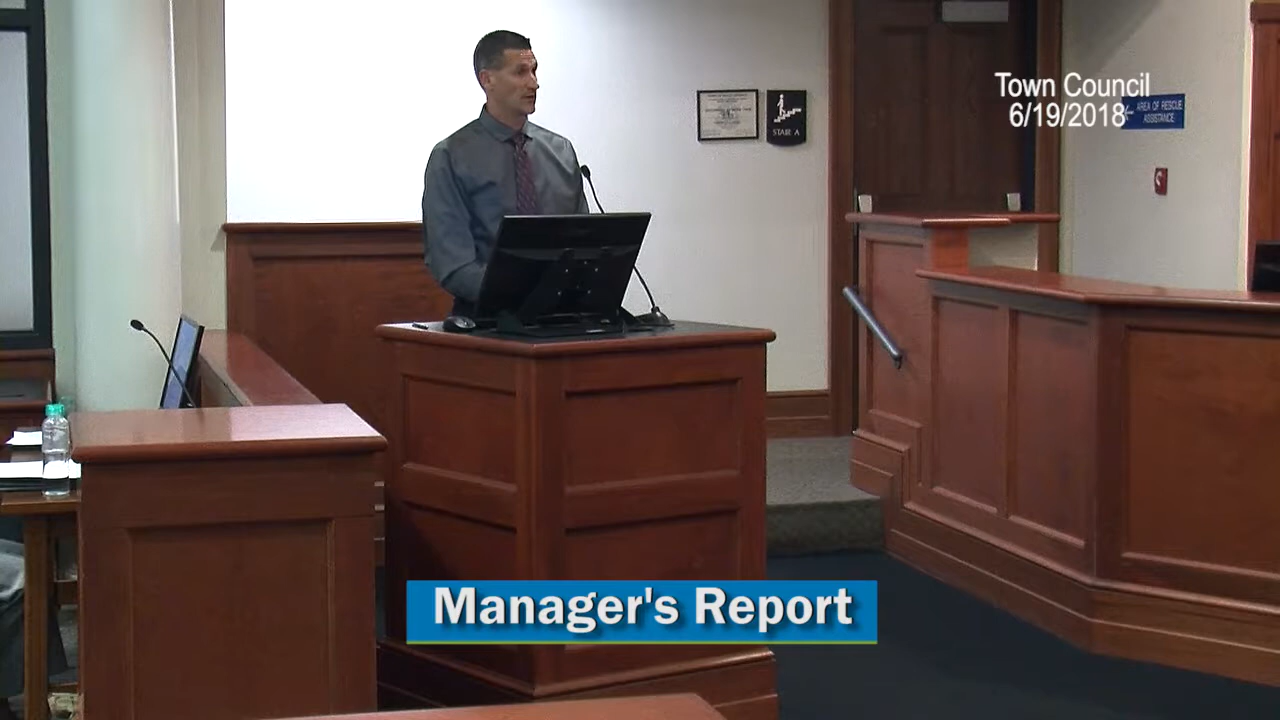 Town Council
6/19/2018
AREA OF RESCUE
ASSISTANCE
STAIR A
Manager's Report